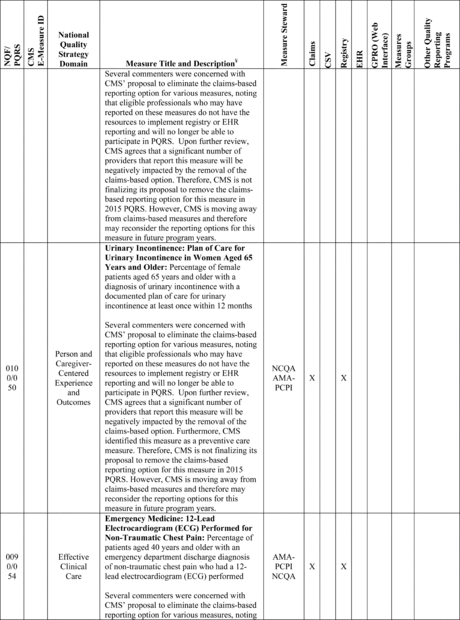 NQF/
PQRS
CMS
E-Measure ID
National
Quality
Strategy
Domain
Measure Title and Description¥
Measure Steward
Claims
CSV
Registry
EHR
GPRO (Web
Interface)
Measures
Groups
Other Quality
Reporting
Programs
Several commenters were concerned with
CMS' proposal to eliminate the claims-based
reporting option for various measures, noting
that eligible professionals who may have
reported on these measures do not have the
resources to implement registry or EHR
reporting and will no longer be able to
participate in PQRS. Upon further review,
CMS agrees that a significant number of
providers that report this measure will be
negatively impacted by the removal of the
claims-based option. Therefore, CMS is not
finalizing its proposal to remove the claims-
based reporting option for this measure in
2015 PQRS. However, CMS is moving away
from claims-based measures and therefore
may reconsider the reporting options for this
measure in future program years.
010
0/0
50
Person and
Caregiver-
Centered
Experience
and
Outcomes
Urinary Incontinence: Plan of Care for
Urinary Incontinence in Women Aged 65
Years and Older: Percentage of female
patients aged 65 years and older with a
diagnosis of urinary incontinence with a
documented plan of care for urinary
incontinence at least once within 12 months
Several commenters were concerned with
CMS' proposal to eliminate the claims-based
reporting option for various measures, noting
that eligible professionals who may have
reported on these measures do not have the
resources to implement registry or EHR
reporting and will no longer be able to
participate in PQRS. Upon further review,
CMS agrees that a significant number of
providers that report this measure will be
negatively impacted by the removal of the
claims-based option. Furthermore, CMS
identified this measure as a preventive care
measure. Therefore, CMS is not finalizing its
proposal to remove the claims-based
reporting option for this measure in 2015
PQRS. However, CMS is moving away from
claims-based measures and therefore may
reconsider the reporting options for this
measure in future program years.
NCQA
AMA-
PCPI
X
X
009
0/0
54
Effective
Clinical
Care
Emergency Medicine: 12-Lead
Electrocardiogram (ECG) Performed for
Non-Traumatic Chest Pain: Percentage of
patients aged 40 years and older with an
emergency department discharge diagnosis
of non-traumatic chest pain who had a 12-
lead electrocardiogram (ECG) performed
Several commenters were concerned with
CMS' proposal to eliminate the claims-based
reporting option for various measures, noting
AMA-
PCPI
NCQA
X
X